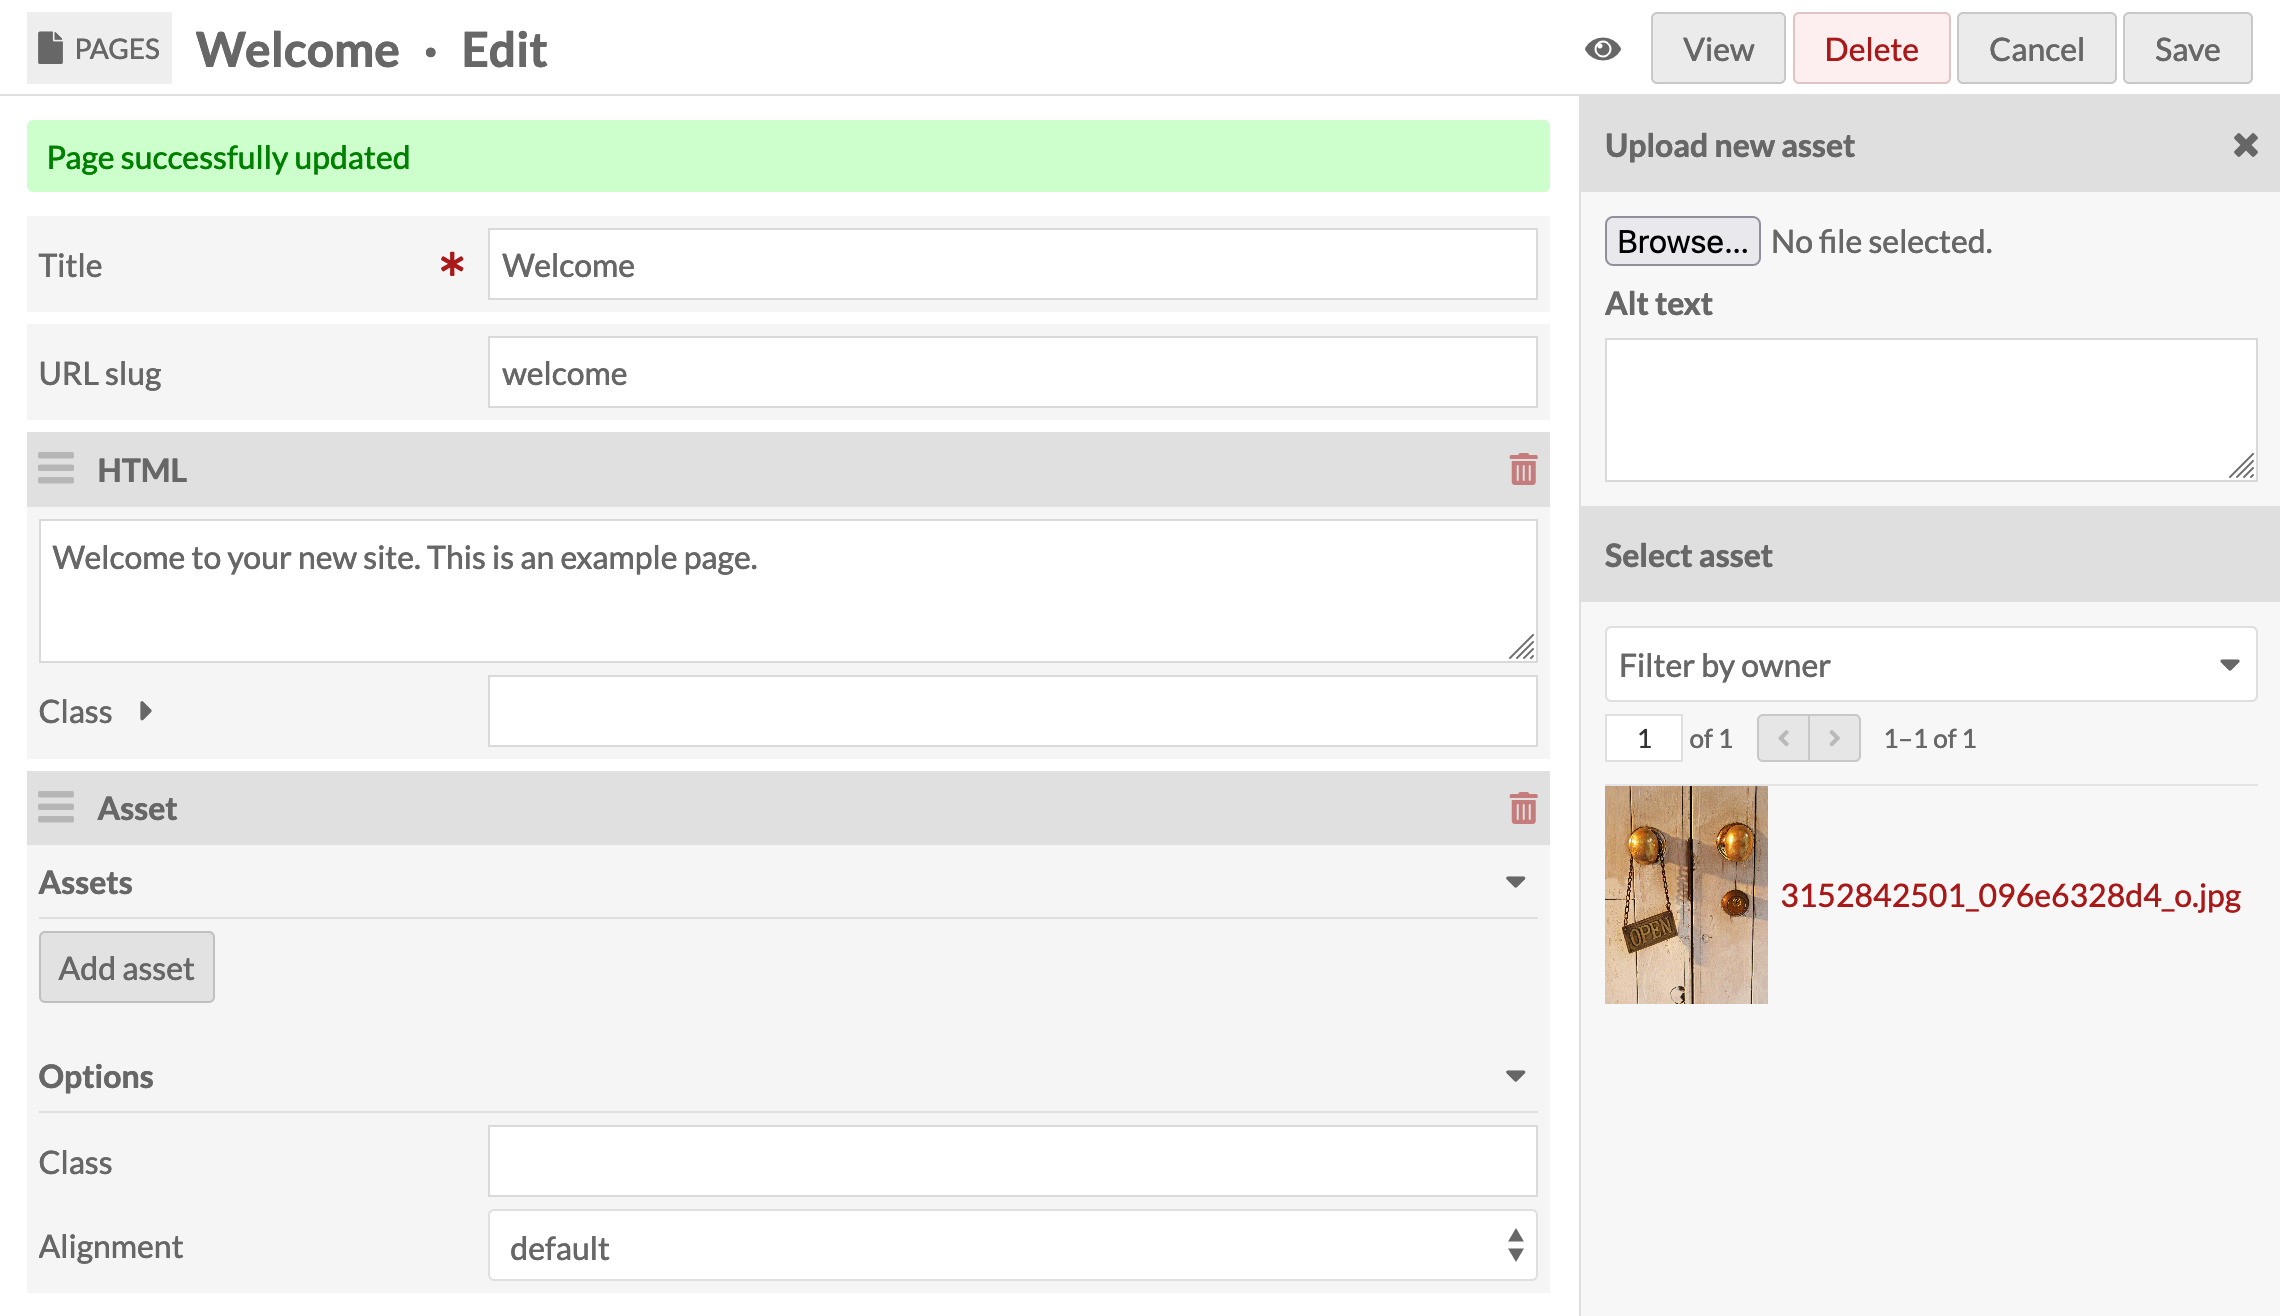 PAGES Welcome · Edit View Delete Cancel Save
Page successfully updated
Title * Welcome
URL slug welcome
HTML
Welcome to your new site. This is an example page.
Class
Asset
Assets
Add asset
Options
Class
Alignment default
Upload new asset
Browse... No file selected.
Alt text
Select asset
Filter by owner
1 of 1 1–1 of 1
OPEN
3152842501_096e6328d4_o.jpg